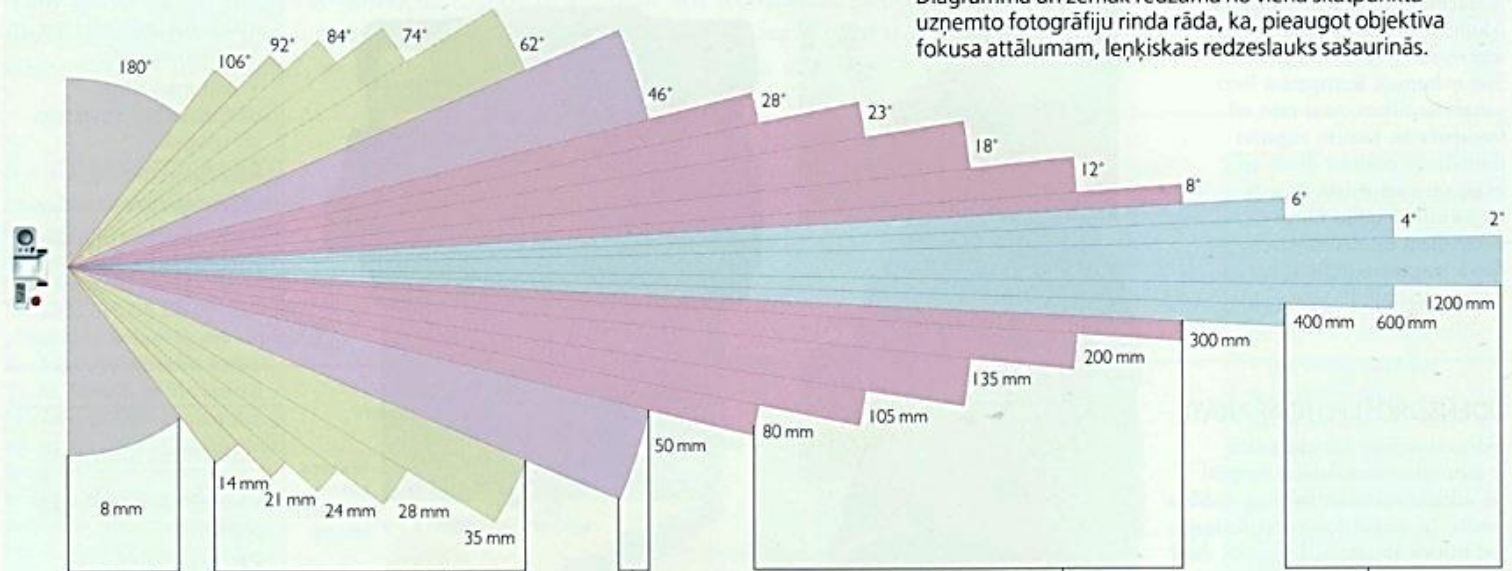 uzņemto fotogrāfiju rinda rāda, ka, pieaugot objektīva
fokusa attālumam, leņķiskais redzeslauks sašaurinās.
180°
106°
92°
84°
74°
62°
46°
28°
23°
18°
12°
8°
6°
4°
2°
8 mm
14 mm
21 mm
24 mm
28 mm
35 mm
50 mm
80 mm
105 mm
135 mm
200 mm
300 mm
400 mm
600 mm
1200 mm